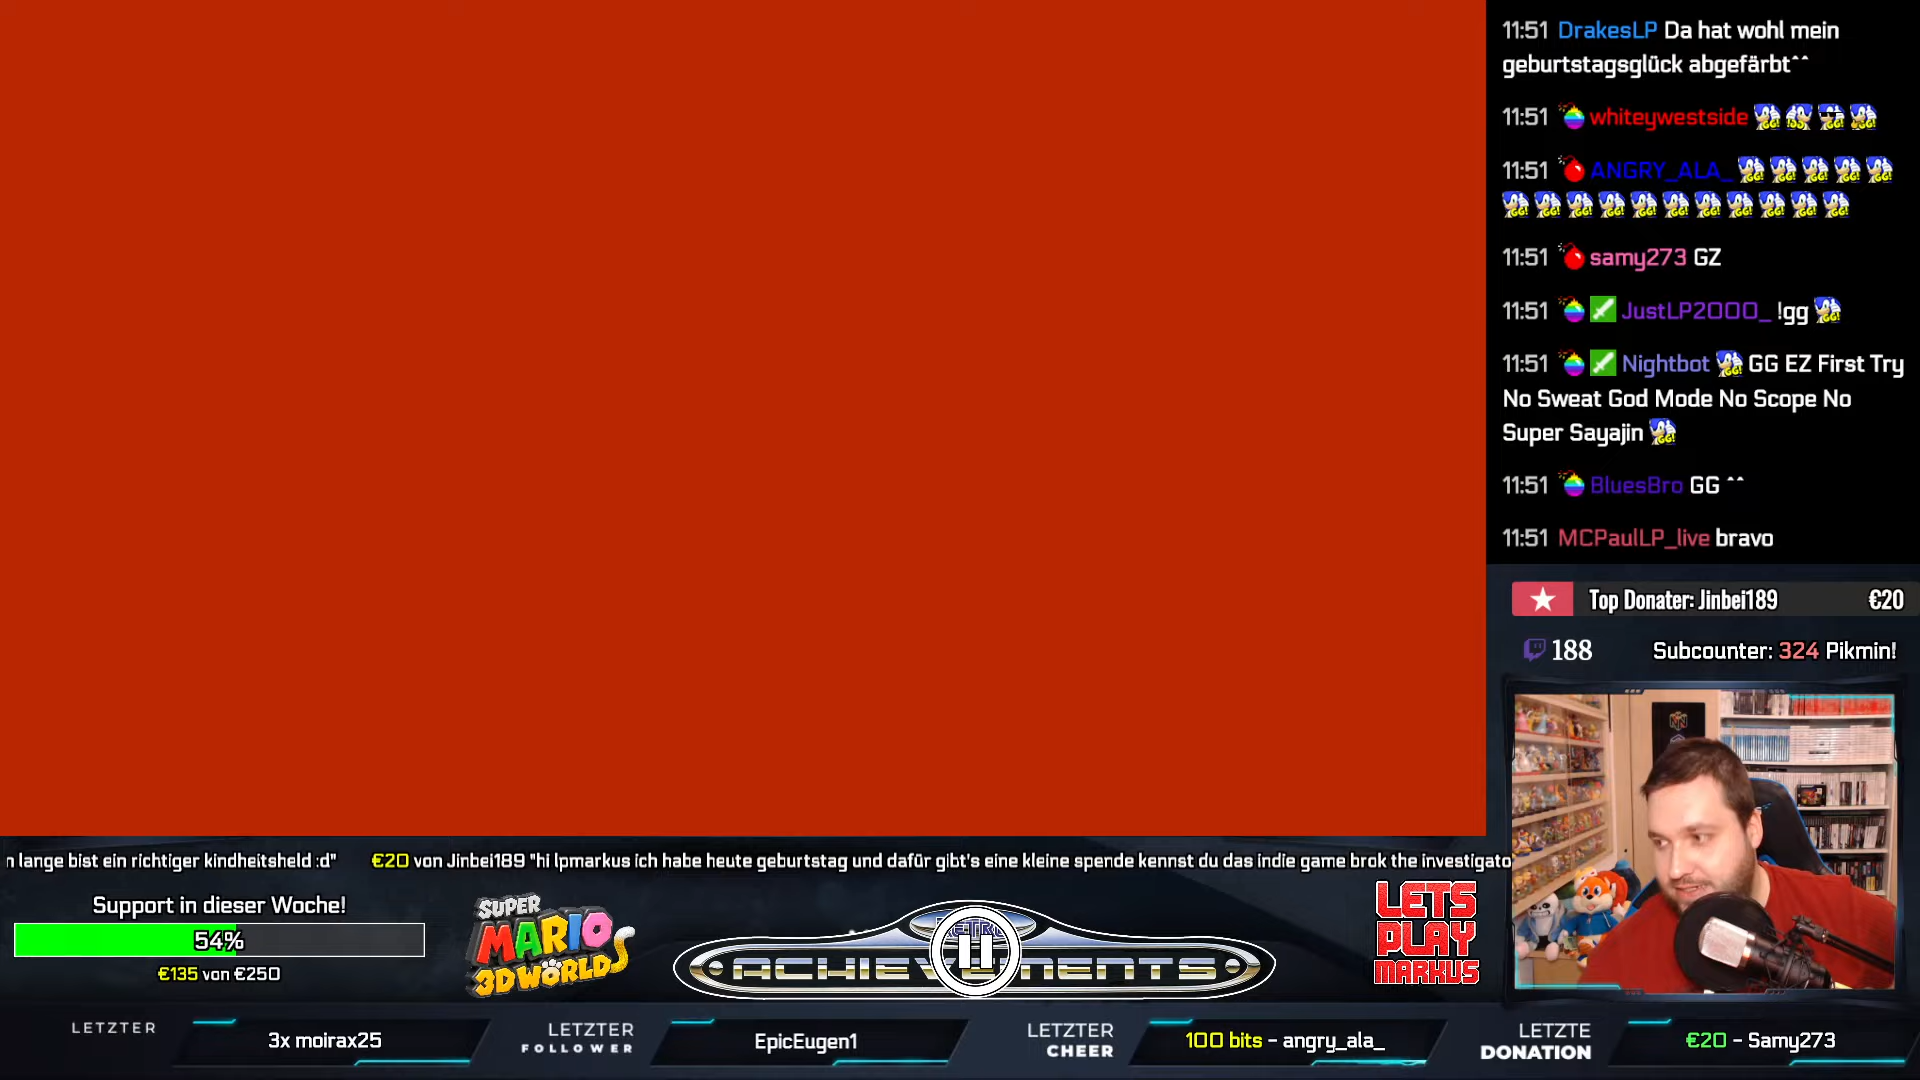 11:51 DrakesLP Da hat wohl mein
geburtstagsglück abgefärbt^^
11:51 whiteywestside
11:51 ANGRY_ALA_
11:51 samy273 GZ
11:51 JustLP2000_ !gg
11:51 Nightbot GG EZ First Try
No Sweat God Mode No Scope No
Super Sayajin
11:51 BluesBro GG ^^
11:51 MCPaulLP_live bravo
Top Donater: Jinbei189 €20
188 Subcounter: 324 Pikmin!
n lange bist ein richtiger kindheitsheld :d" €20 von Jinbei189 "hi lpmarkus ich habe heute geburtstag und dafür gibt's eine kleine spende kennst du das indie game brok the investigato
Support in dieser Woche!
54%
€135 von €250
SUPER
MARIO
3D WORLD
RETRO
ACHIEVEMENTS
LETS
PLAY
MARKUS
LETZTER
3x moirax25
LETZTER
FOLLOWER
EpicEugen1
LETZTER
CHEER
100 bits - angry_ala_
LETZTE
DONATION
€20 - Samy273